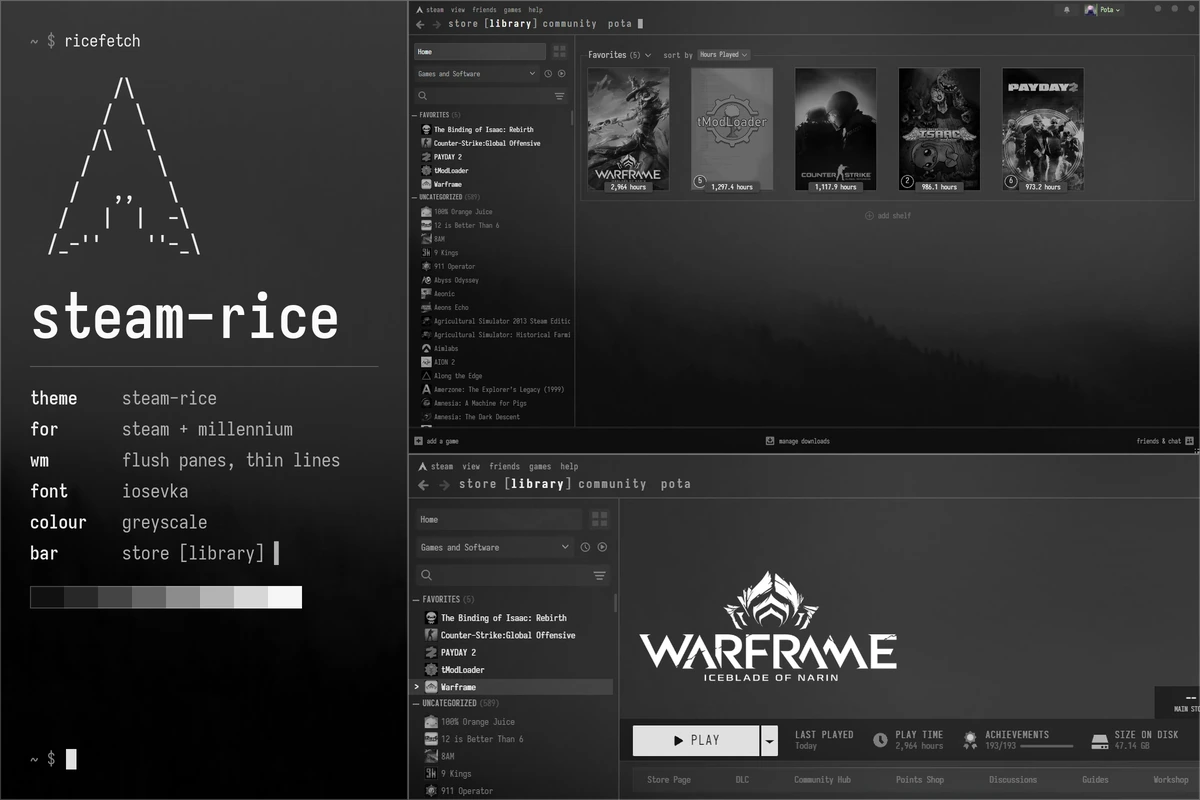 ~ $ ricefetch
steam-rice
theme steam-rice
for steam + millennium
wm flush panes, thin lines
font iosevka
colour greyscale
bar store [library]
~ $
steam view friends games help
store [library] community pota
Pota
Home
Games and Software
FAVORITES (5)
The Binding of Isaac: Rebirth
Counter-Strike:Global Offensive
PAYDAY 2
tModLoader
Warframe
UNCATEGORIZED (509)
100% Orange Juice
12 is Better Than 6
8AM
9 Kings
911 Operator
Abyss Odyssey
Aeonic
Aeons Echo
Agricultural Simulator 2013 Steam Editic
Agricultural Simulator: Historical Farmi
Aimlabs
AION 2
Along the Edge
Amerzone: The Explorer's Legacy (1999)
Amnesia: A Machine for Pigs
Amnesia: The Dark Descent
Favorites (5) sort by Hours Played
WARFRAME
2,964 hours
tModLoader
5
1,297.4 hours
COUNTER STRIKE
1,117.9 hours
ISAAC
2
986.1 hours
PAYDAY2
6
973.2 hours
add shelf
add a game
manage downloads
friends & chat
steam view friends games help
store [library] community pota
Home
Games and Software
FAVORITES (5)
The Binding of Isaac: Rebirth
Counter-Strike:Global Offensive
PAYDAY 2
tModLoader
> Warframe
UNCATEGORIZED (509)
100% Orange Juice
12 is Better Than 6
8AM
9 Kings
911 Operator
WARFRAME
ICEBLADE OF NARIN
--
MAIN STO
PLAY
LAST PLAYED
Today
PLAY TIME
2,964 hours
ACHIEVEMENTS
193/193
SIZE ON DISK
47.14 GB
Store Page DLC Community Hub Points Shop Discussions Guides Workshop